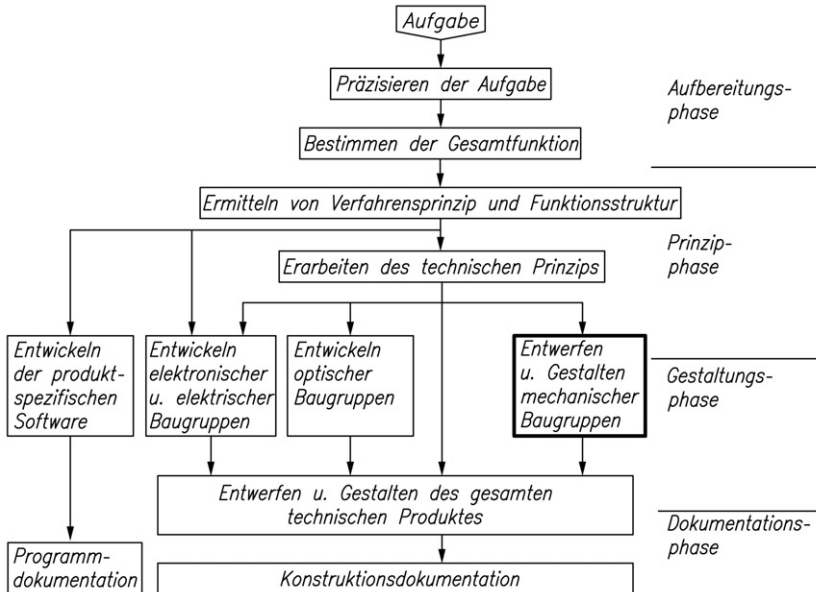 Aufgabe
Präzisieren der Aufgabe
Aufbereitungs-
phase
Bestimmen der Gesamtfunktion
Ermitteln von Verfahrensprinzip und Funktionsstruktur
Prinzip-
phase
Erarbeiten des technischen Prinzips
Entwickeln
der produkt-
spezifischen
Software
Entwickeln
elektronischer
u. elektrischer
Baugruppen
Entwickeln
optischer
Baugruppen
Entwerfen
u. Gestalten
mechanischer
Baugruppen
Gestaltungs-
phase
Entwerfen u. Gestalten des gesamten
technischen Produktes
Dokumentations-
phase
Programm-
dokumentation
Konstruktionsdokumentation